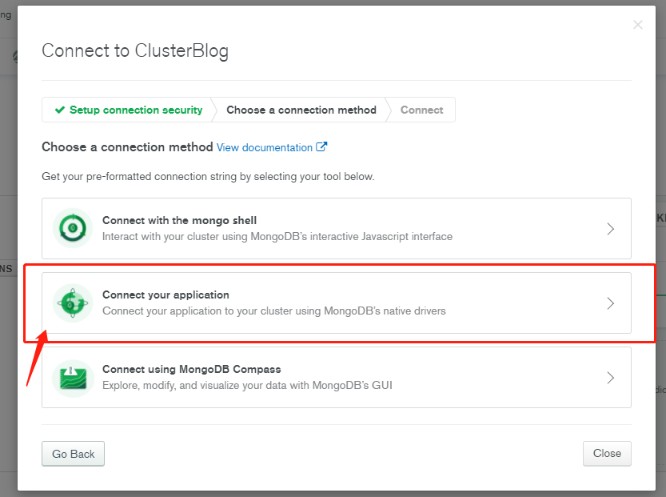 ing
×
Connect to ClusterBlog
✔ Setup connection security
Choose a connection method
Connect
Choose a connection method View documentation
Get your pre-formatted connection string by selecting your tool below.
Connect with the mongo shell
Interact with your cluster using MongoDB's interactive Javascript interface
NS
Connect your application
Connect your application to your cluster using MongoDB's native drivers
Connect using MongoDB Compass
Explore, modify, and visualize your data with MongoDB's GUI
Go Back
Close